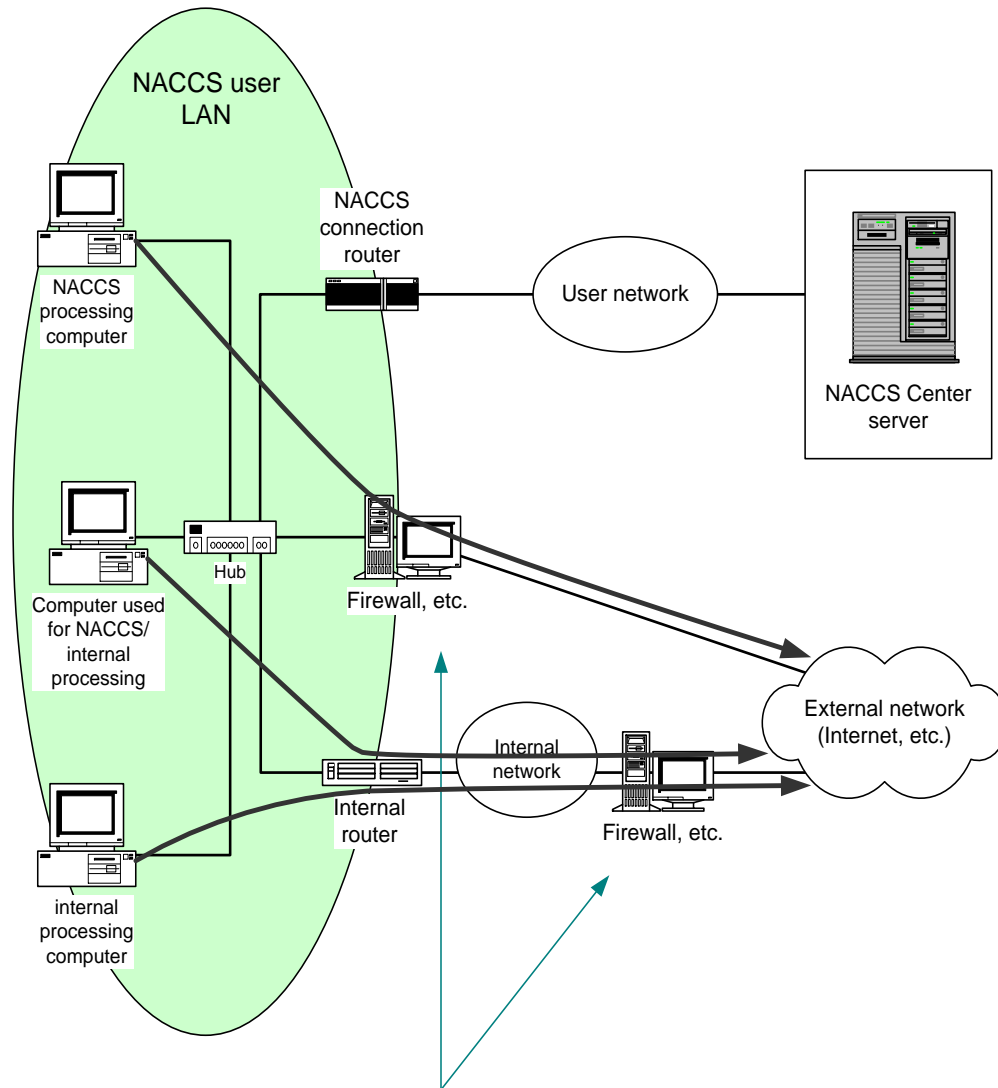 NACCS user
LAN
NACCS
connection
router
NACCS
processing
computer
User network
NACCS Center
server
Hub
Firewall, etc.
Computer used
for NACCS/
internal
processing
External network
(Internet, etc.)
Internal
network
Internal
router
Firewall, etc.
internal
processing
computer